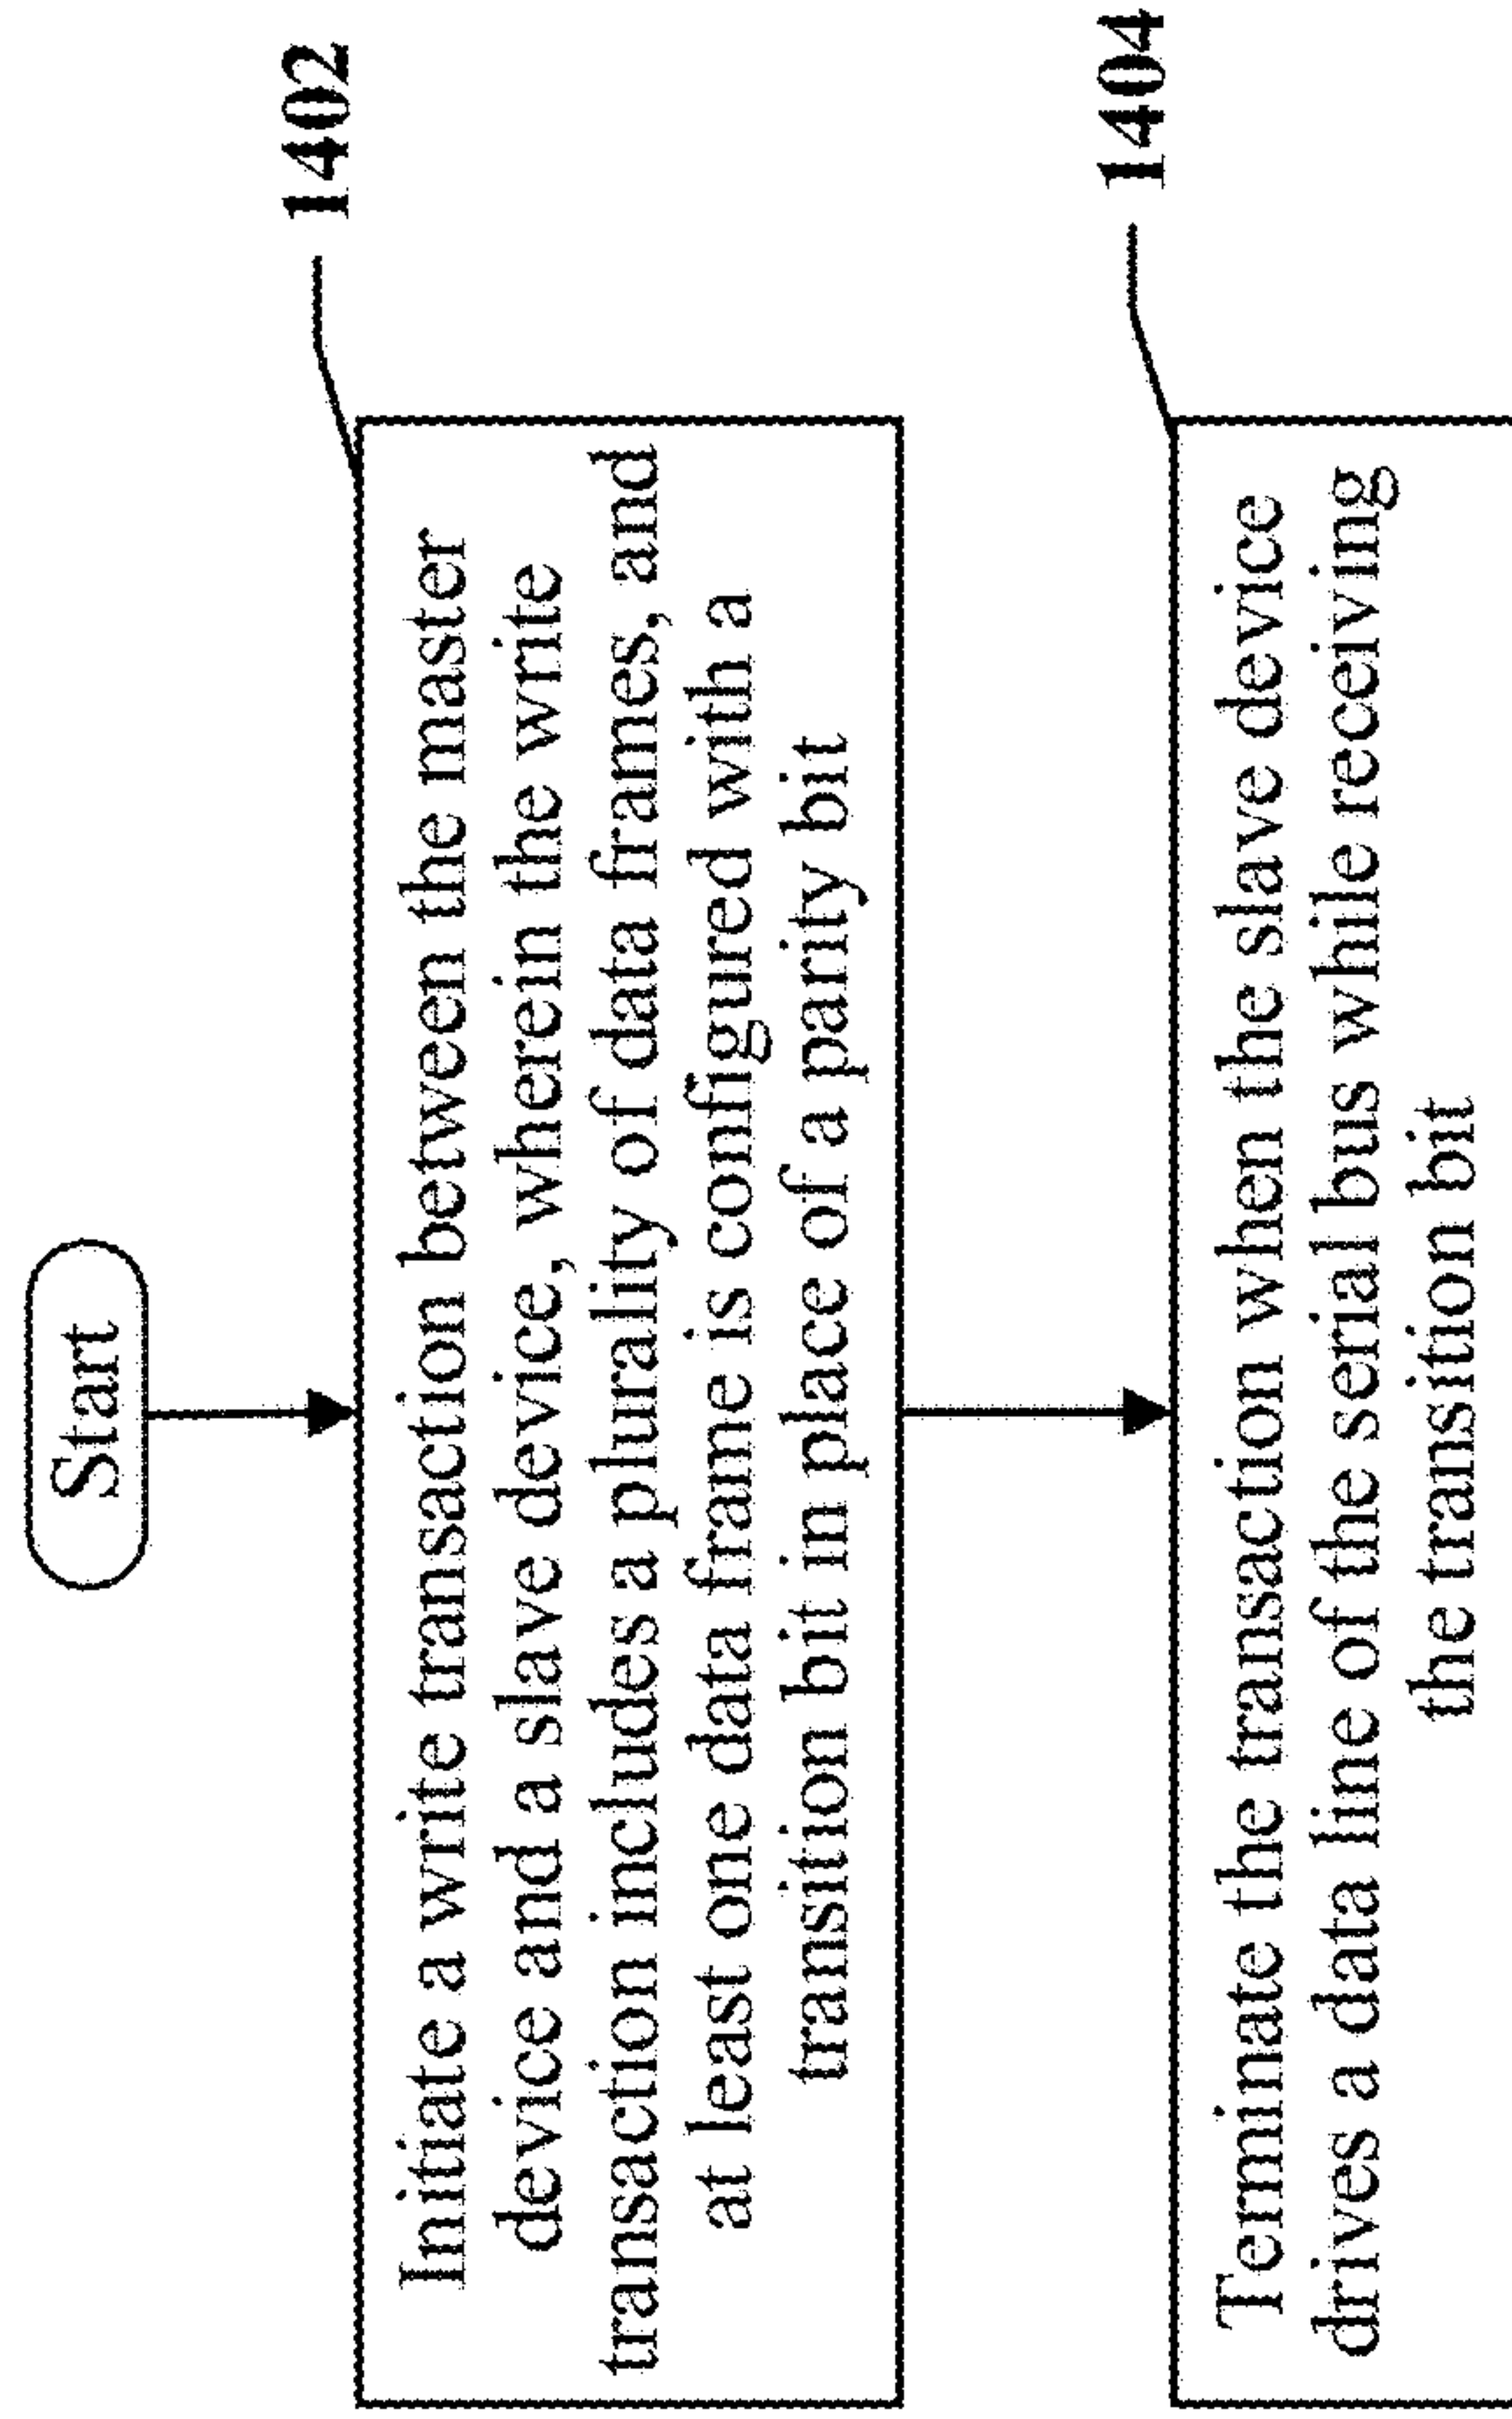 Start
1402
Initiate a write transaction between the master
device and a slave device, wherein the write
transaction includes a plurality of data frames, and
at least one data frame is configured with a
transition bit in place of a parity bit
1404
Terminate the transaction when the slave device
drives a data line of the serial bus while receiving
the transition bit